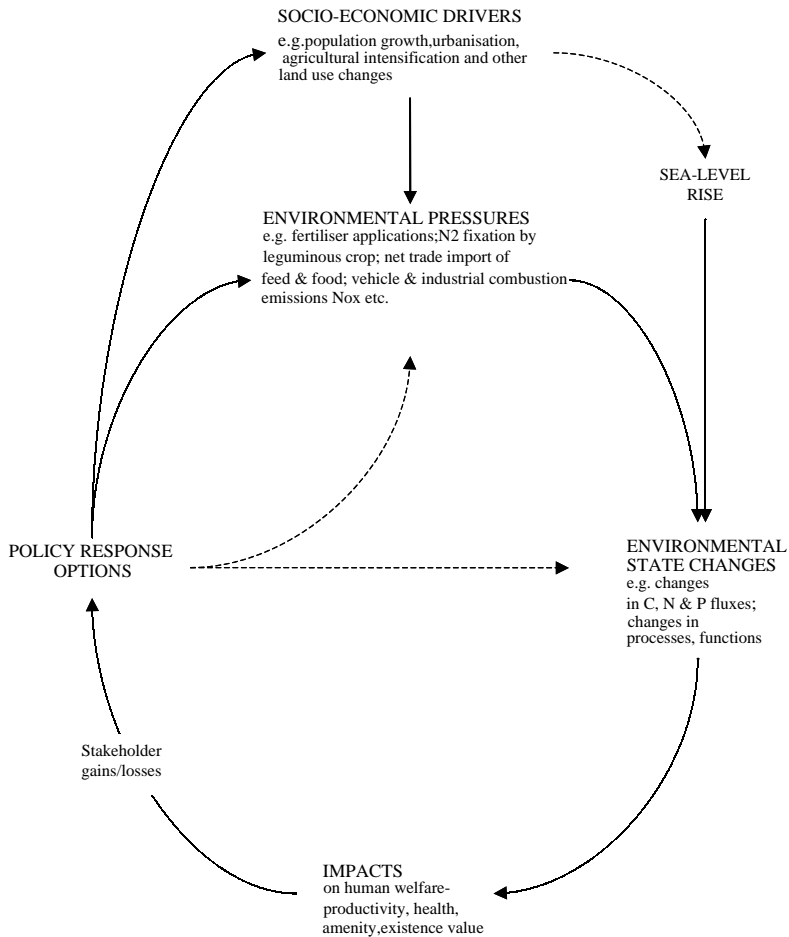 SOCIO-ECONOMIC DRIVERS
e.g.population growth,urbanisation,
agricultural intensification and other
land use changes
SEA-LEVEL
RISE
ENVIRONMENTAL PRESSURES
e.g. fertiliser applications;N2 fixation by
leguminous crop; net trade import of
feed & food; vehicle & industrial combustion
emissions Nox etc.
POLICY RESPONSE
OPTIONS
ENVIRONMENTAL
STATE CHANGES
e.g. changes
in C, N & P fluxes;
changes in
processes, functions
Stakeholder
gains/losses
IMPACTS
on human welfare-
productivity, health,
amenity,existence value